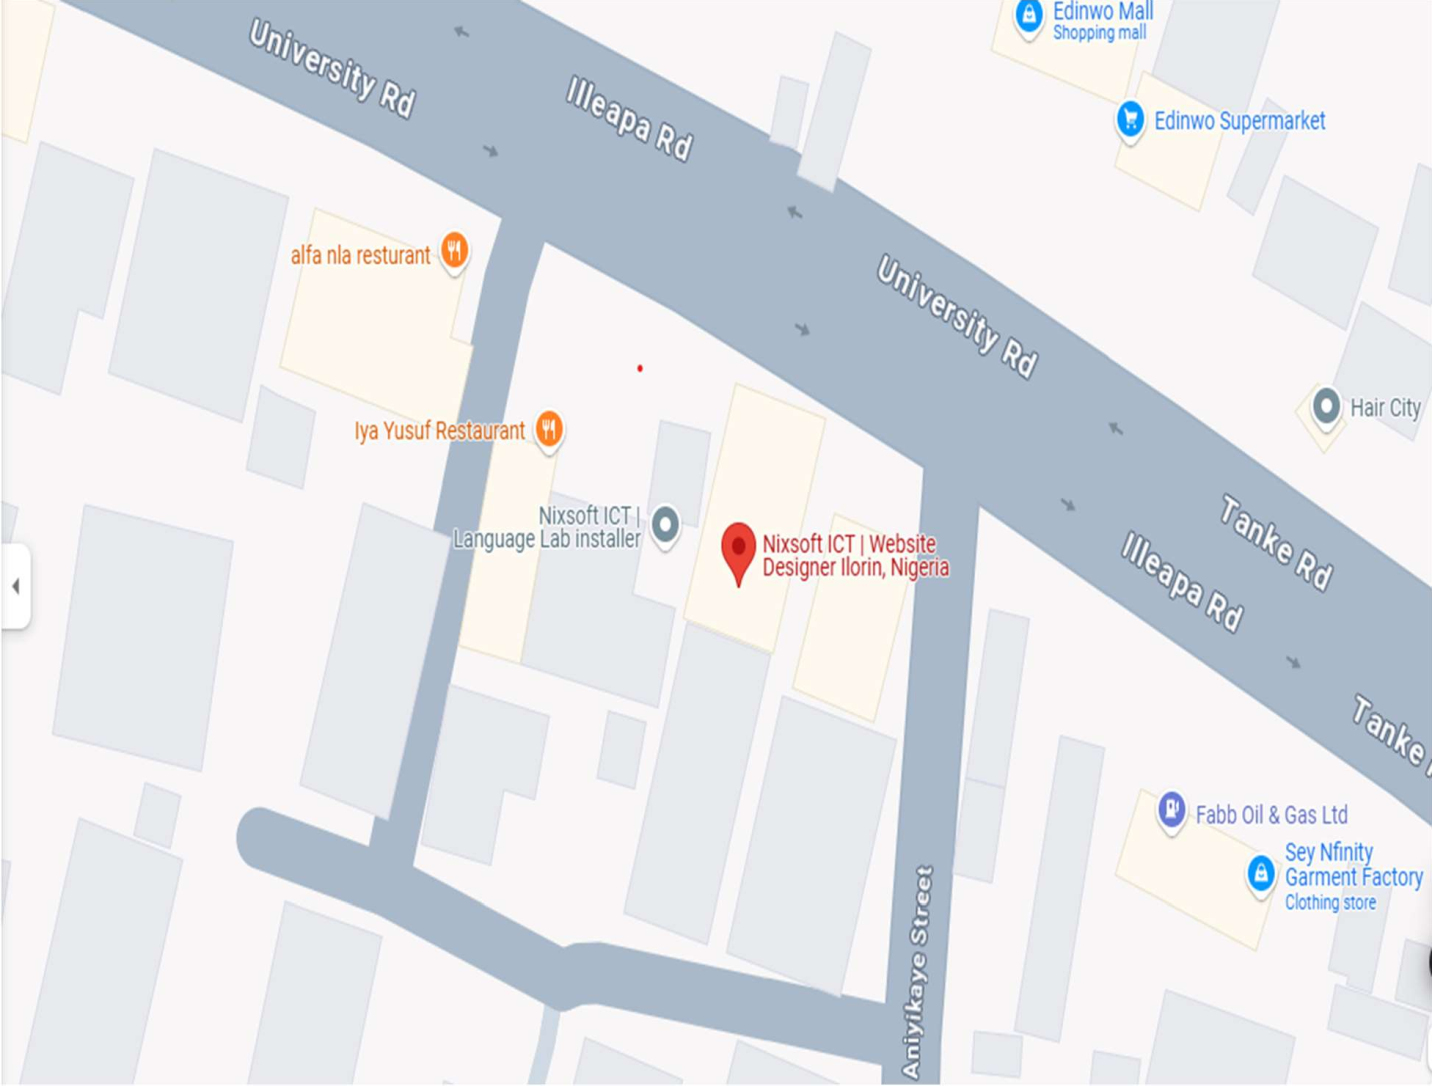 Edinwo Mall
Shopping mall
University Rd
Illeapa Rd
Edinwo Supermarket
alfa nla resturant
University Rd
Hair City
Iya Yusuf Restaurant
Nixsoft ICT |
Language Lab installer
Nixsoft ICT | Website
Designer Ilorin, Nigeria
Tanke Rd
Illeapa Rd
Tanke
Fabb Oil & Gas Ltd
Sey Nfinity
Garment Factory
Clothing store
Aniyikaye Street